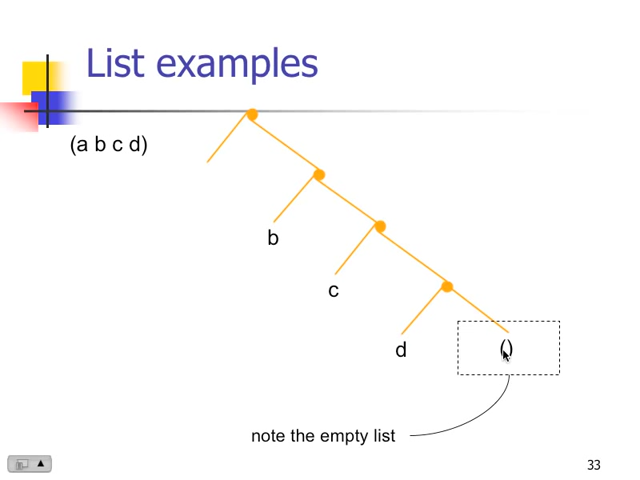 List examples
(a b c d)
b
c
d
()
note the empty list
33